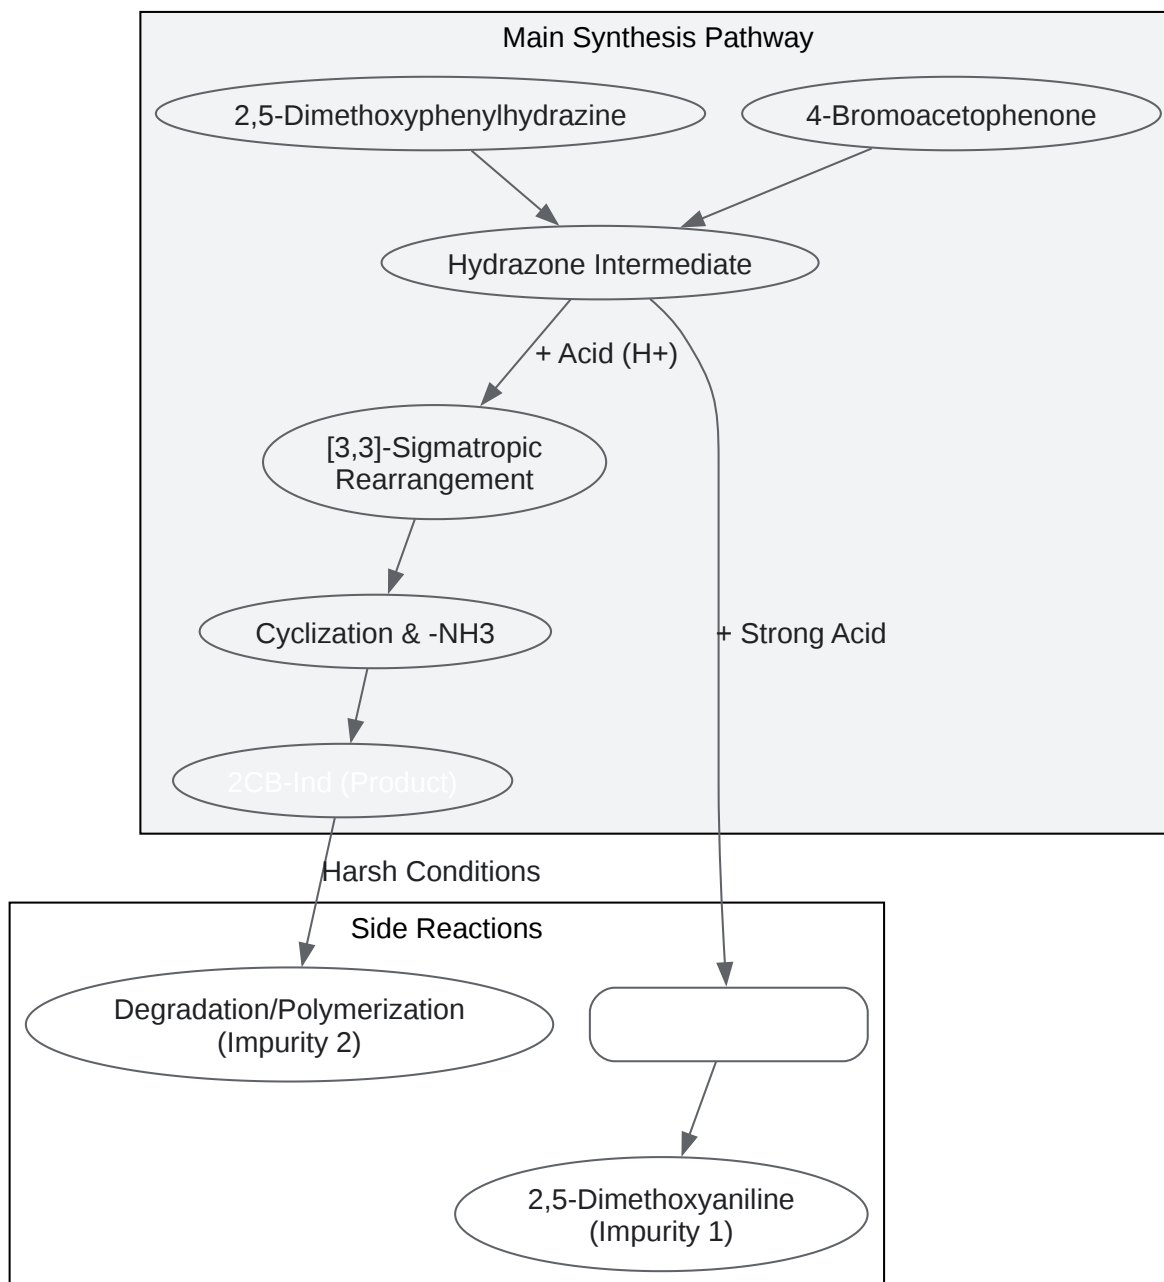 Main Synthesis Pathway
2,5-Dimethoxyphenylhydrazine
4-Bromoacetophenone
Hydrazone Intermediate
+ Acid (H+)
[3,3]-Sigmatropic
Rearrangement
Cyclization & -NH3
+ Strong Acid
2CB-Ind (Product)
Harsh Conditions
Side Reactions
Degradation/Polymerization
(Impurity 2)
2,5-Dimethoxyaniline
(Impurity 1)